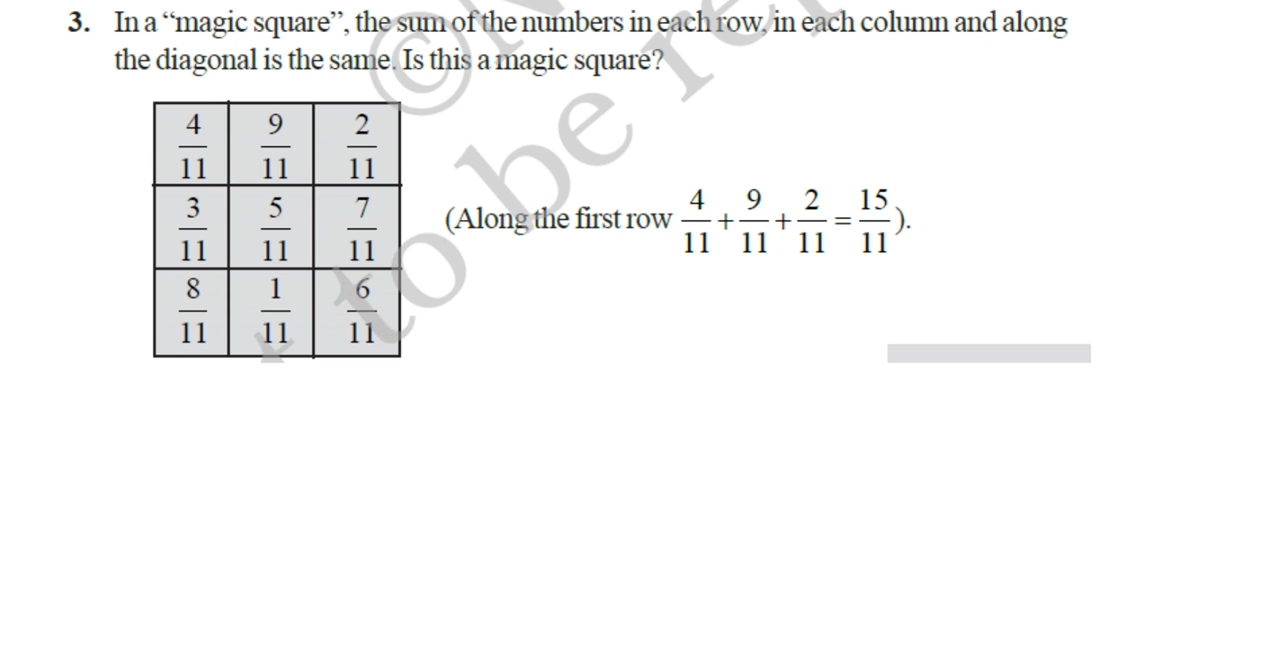 3. In a “magic square”, the sum of the numbers in each row, in each column and along
the diagonal is the same. Is this a magic square?
4/11 9/11 2/11
3/11 5/11 7/11
8/11 1/11 6/11
(Along the first row 4/11 + 9/11 + 2/11 = 15/11).
to be